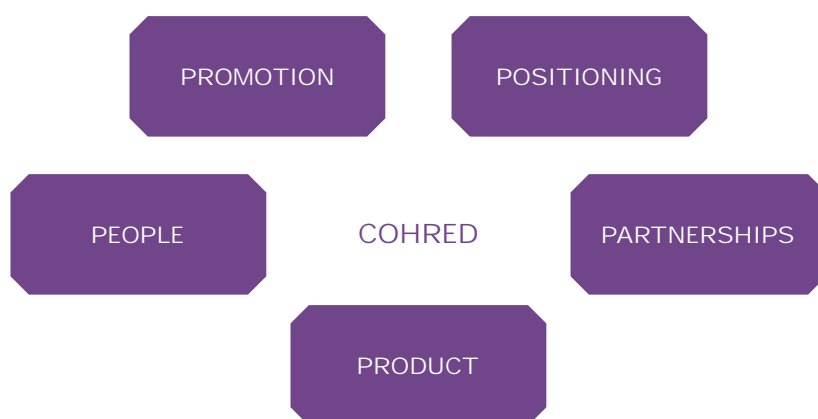 PROMOTION
POSITIONING
PEOPLE
COHRED
PARTNERSHIPS
PRODUCT